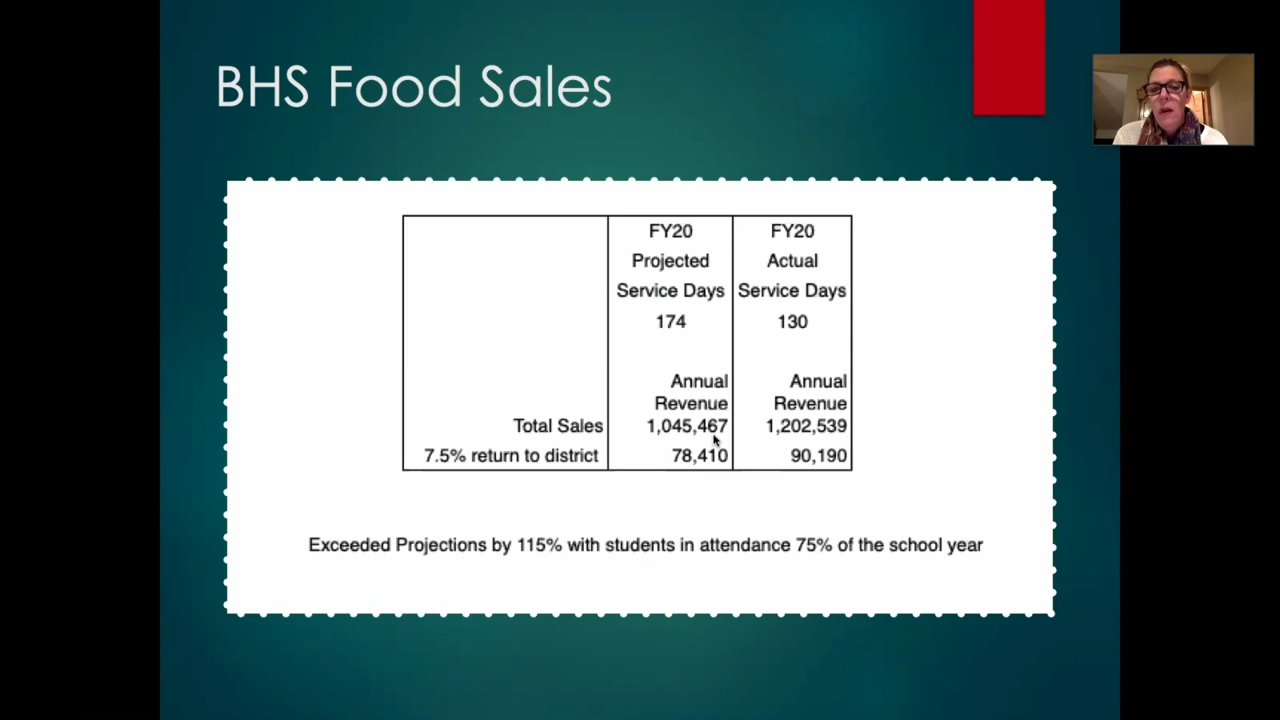 BHS Food Sales
FY20 FY20
Projected Actual
Service Days Service Days
174 130
Annual Annual
Revenue Revenue
Total Sales 1,045,467 1,202,539
7.5% return to district 78,410 90,190
Exceeded Projections by 115% with students in attendance 75% of the school year